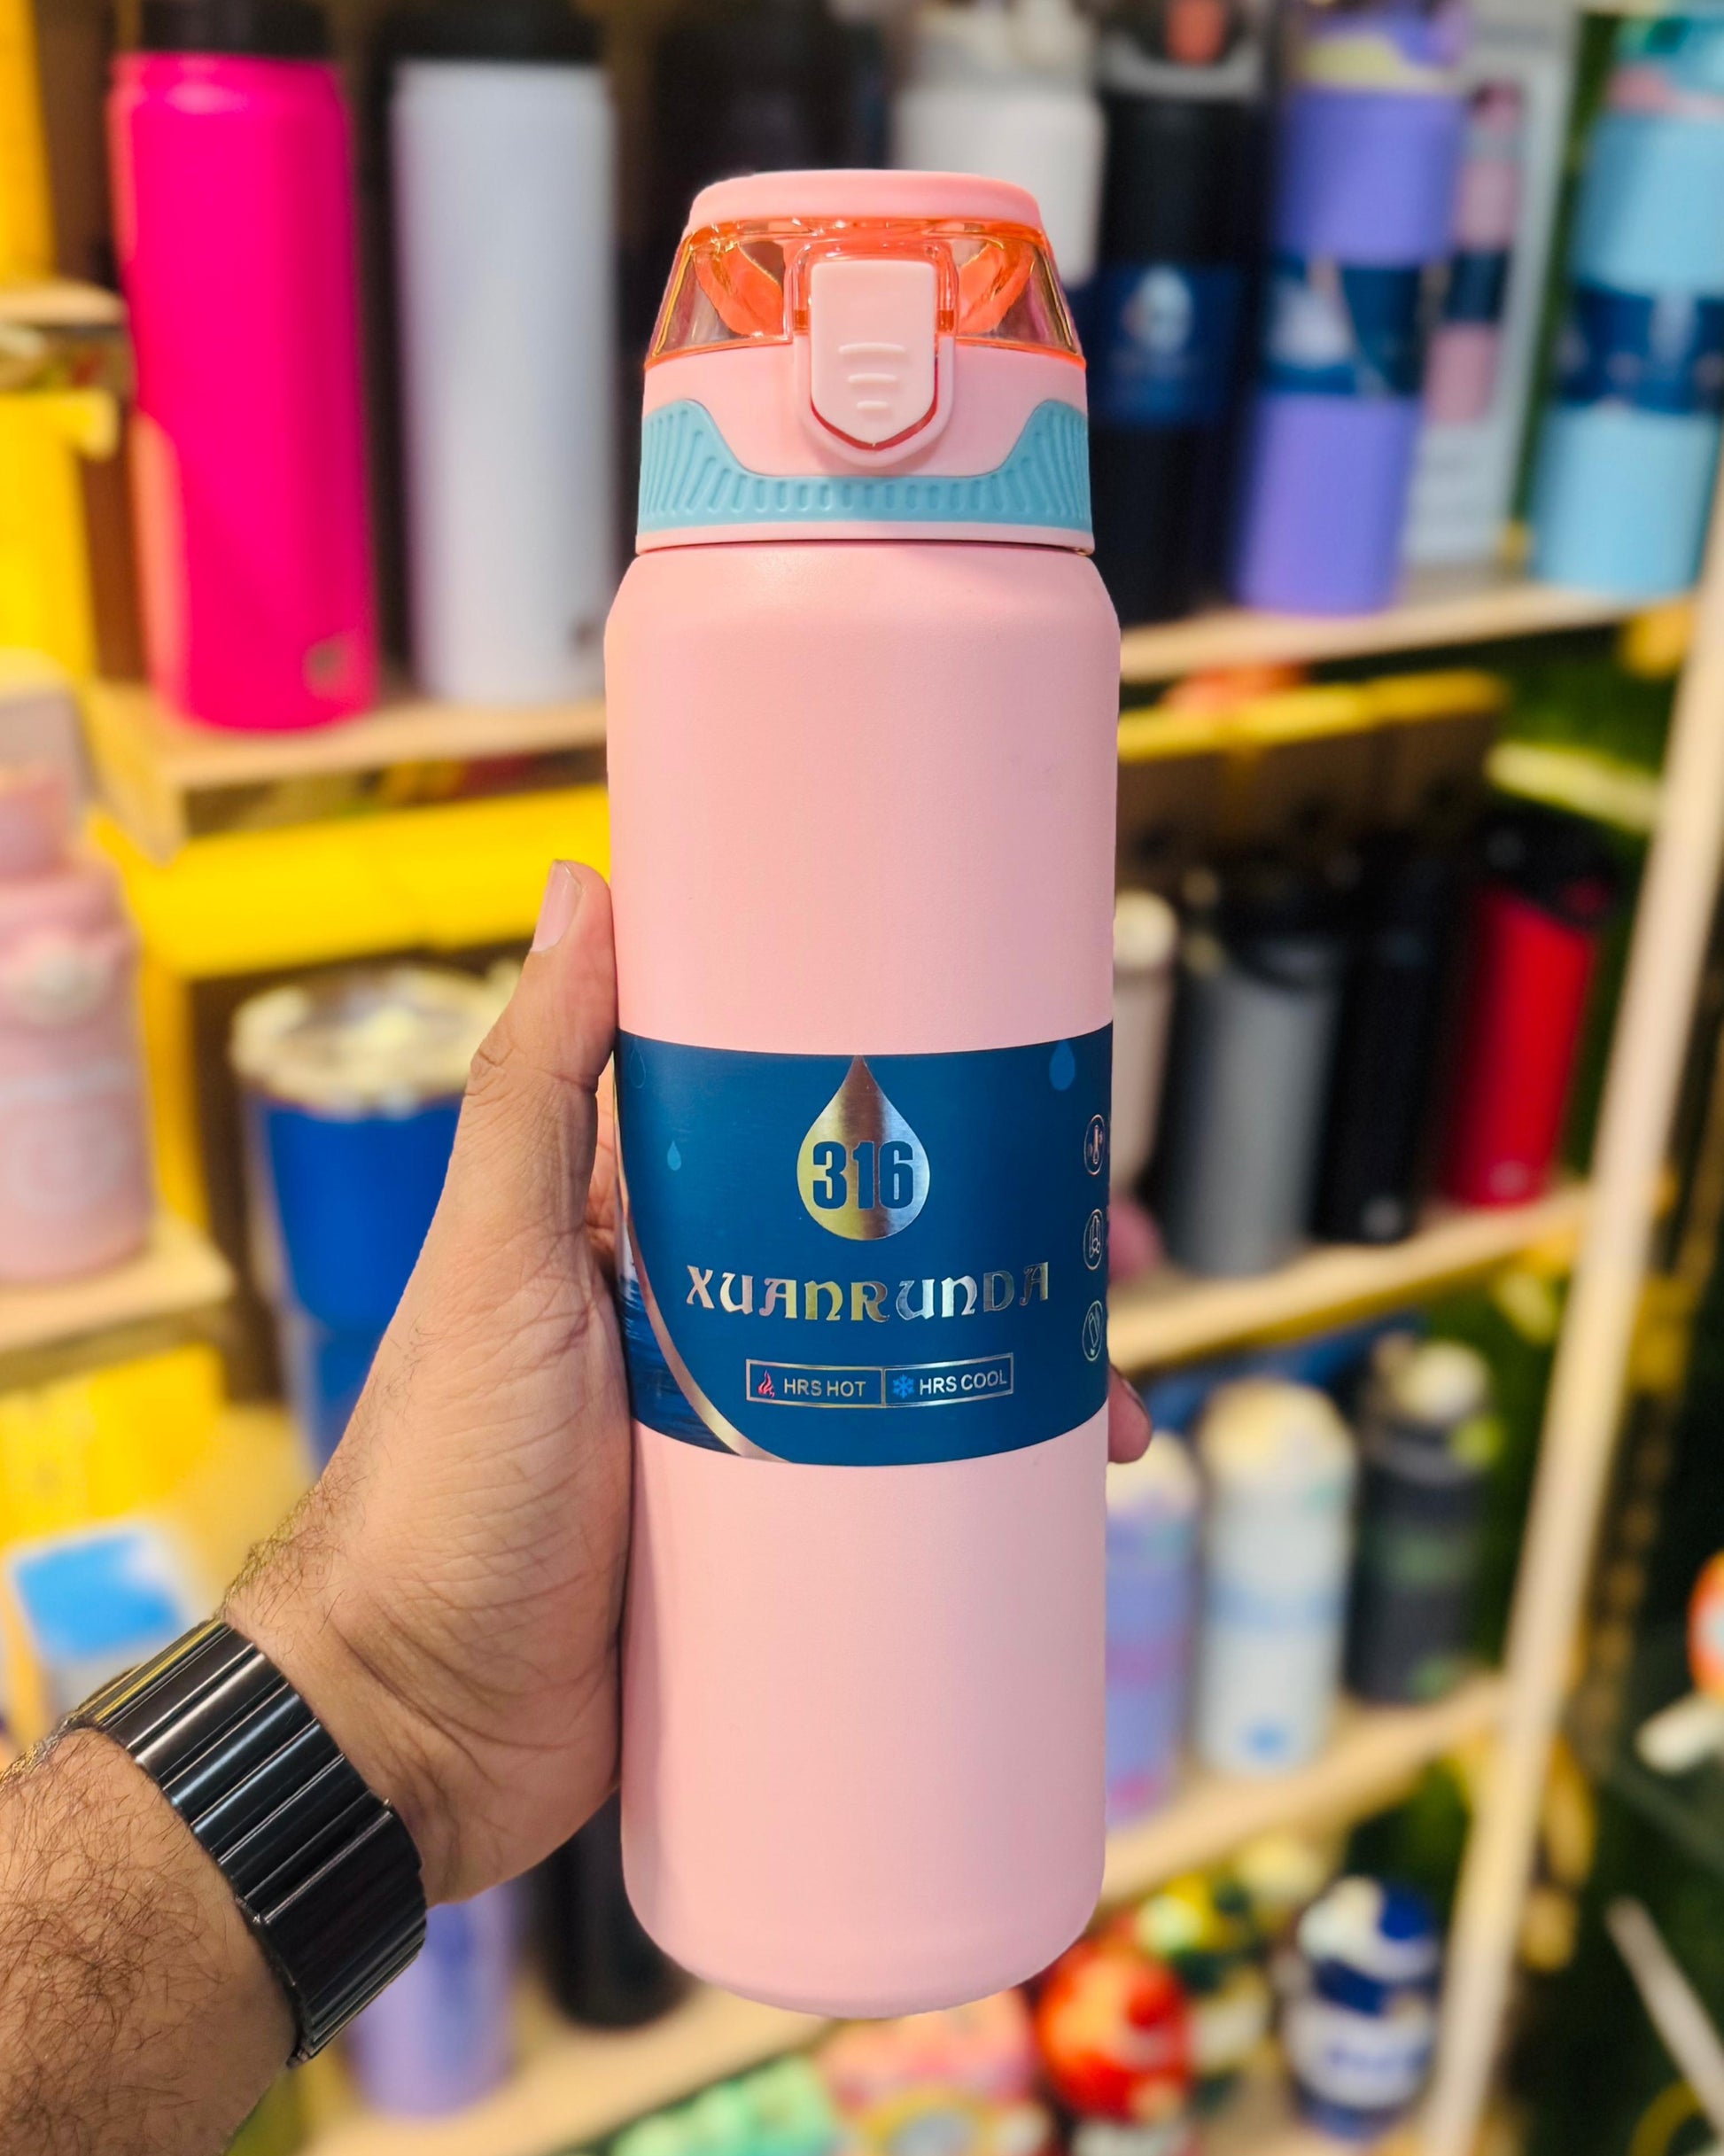 316
XUANRUNDA
HRS HOT HRS COOL